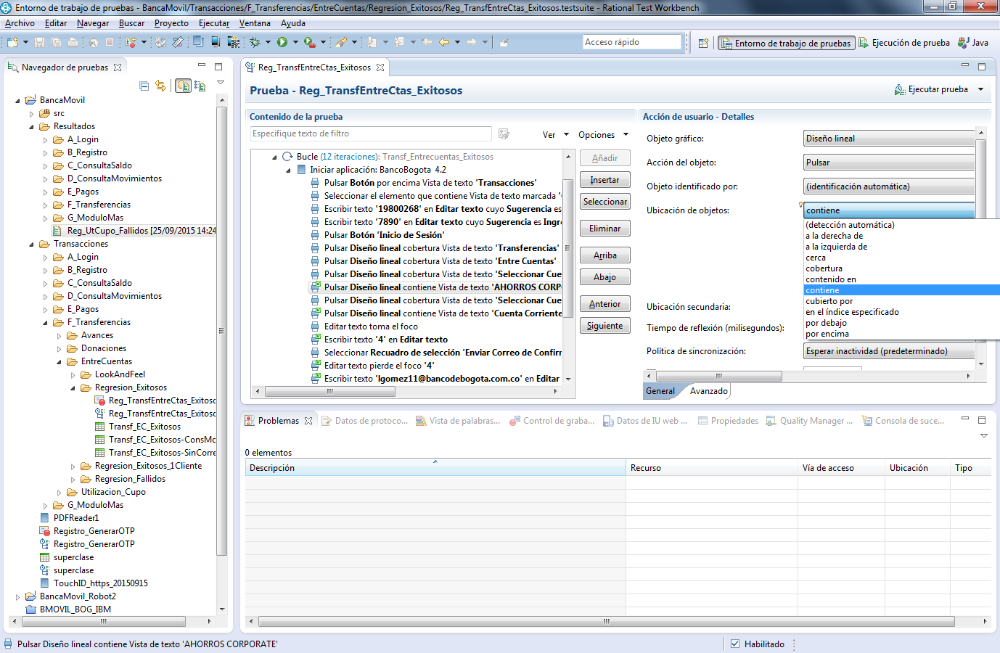 Entorno de trabajo de pruebas - BancaMovil/Transacciones/F_Transferencias/EntreCuentas/Regresion_Exitosos/Reg_TransfEntreCtas_Exitosos.testsuite - Rational Test Workbench
Archivo Editar Navegar Buscar Proyecto Ejecutar Ventana Ayuda
Acceso rápido
Entorno de trabajo de pruebas
Ejecución de prueba
Java
Navegador de pruebas
BancaMovil
src
Resultados
A_Login
B_Registro
C_ConsultaSaldo
D_ConsultaMovimientos
E_Pagos
F_Transferencias
G_ModuloMas
Reg_UtCupo_Fallidos [25/09/2015 14:24
Transacciones
A_Login
B_Registro
C_ConsultaSaldo
D_ConsultaMovimientos
E_Pagos
F_Transferencias
Avances
Donaciones
EntreCuentas
LookAndFeel
Regresion_Exitosos
Reg_TransfEntreCtas_Exitoso
Reg_TransfEntreCtas_Exitosc
Transf_EC_Exitosos
Transf_EC_Exitosos-ConsMo
Transf_EC_Exitosos-SinCorre
Regresion_Exitosos_1Cliente
Regresion_Fallidos
Utilizacion_Cupo
G_ModuloMas
PDFReader1
Registro_GenerarOTP
Registro_GenerarOTP
superclase
superclase
TouchID_https_20150915
BancaMovil_Robot2
BMOVIL_BOG_IBM
Reg_TransfEntreCtas_Exitosos
Prueba - Reg_TransfEntreCtas_Exitosos
Ejecutar prueba
Contenido de la prueba
Especifique texto de filtro
Ver
Opciones
Bucle (12 iteraciones): Transf_Entrecuentas_Exitosos
Iniciar aplicación: BancoBogota 4.2
Pulsar Botón por encima Vista de texto 'Transacciones'
Seleccionar el elemento que contiene Vista de texto marcada '
Escribir texto '19800268' en Editar texto cuyo Sugerencia es
Escribir texto '7890' en Editar texto cuyo Sugerencia es Ingre
Pulsar Botón 'Inicio de Sesión'
Pulsar Diseño lineal cobertura Vista de texto 'Transferencias'
Pulsar Diseño lineal cobertura Vista de texto 'Entre Cuentas'
Pulsar Diseño lineal cobertura Vista de texto 'Seleccionar Cue
Pulsar Diseño lineal contiene Vista de texto 'AHORROS CORP
Pulsar Diseño lineal cobertura Vista de texto 'Seleccionar Cue
Pulsar Diseño lineal contiene Vista de texto 'Cuenta Corriente
Editar texto toma el foco
Escribir texto '4' en Editar texto
Seleccionar Recuadro de selección 'Enviar Correo de Confirr
Editar texto pierde el foco '4'
Escribir texto 'lgomez11@bancodebogota.com.co' en Editar
Añadir
Insertar
Seleccionar
Eliminar
Arriba
Abajo
Anterior
Siguiente
Acción de usuario - Detalles
Objeto gráfico: Diseño lineal
Acción del objeto: Pulsar
Objeto identificado por: (identificación automática)
Ubicación de objetos: contiene
(detección automática)
a la derecha de
a la izquierda de
cerca
cobertura
contenido en
contiene
cubierto por
en el índice especificado
por debajo
por encima
Ubicación secundaria:
Tiempo de reflexión (milisegundos):
Política de sincronización: Esperar inactividad (predeterminado)
General
Avanzado
Problemas
Datos de protoco...
Vista de palabras...
Control de graba...
Datos de IU web ...
Propiedades
Quality Manager ...
Consola de suce...
0 elementos
Descripción Recurso Vía de acceso Ubicación Tipo
Pulsar Diseño lineal contiene Vista de texto 'AHORROS CORPORATE'
Habilitado